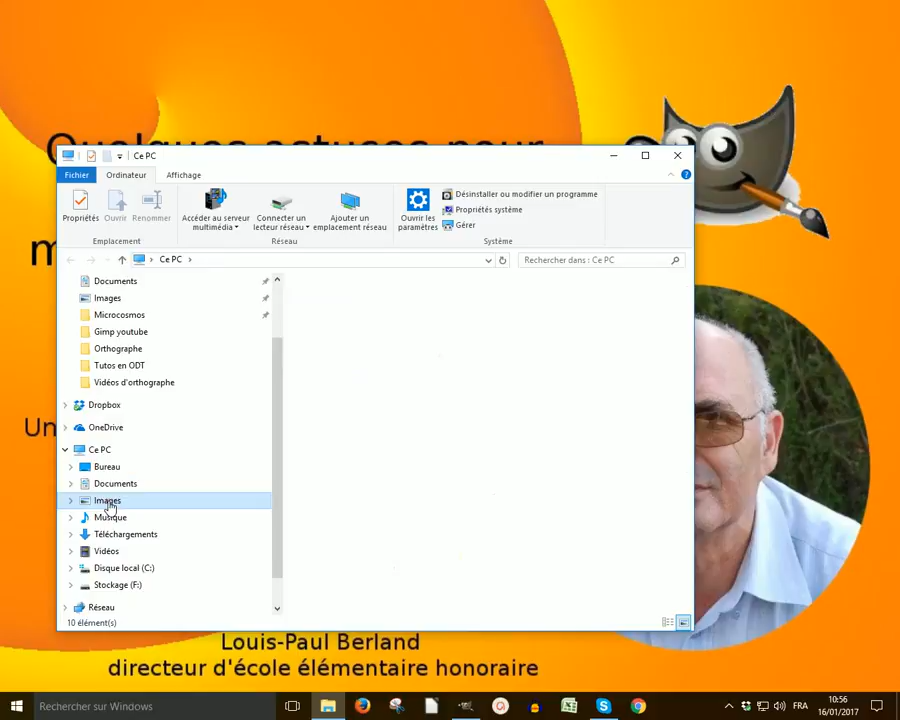 Quelques astuces pour
m
Un
Ce PC
Fichier Ordinateur Affichage
Propriétés Ouvrir Renommer
Accéder au serveur multimédia
Connecter un lecteur réseau
Ajouter un emplacement réseau
Ouvrir les paramètres
Désinstaller ou modifier un programme
Propriétés système
Gérer
Emplacement Réseau Système
Ce PC
Rechercher dans : Ce PC
Documents
Images
Microcosmos
Gimp youtube
Orthographe
Tutos en ODT
Vidéos d'orthographe
Dropbox
OneDrive
Ce PC
Bureau
Documents
Images
Musique
Téléchargements
Vidéos
Disque local (C:)
Stockage (F:)
Réseau
10 élément(s)
Louis-Paul Berland
directeur d'école élémentaire honoraire
Rechercher sur Windows
FRA
10:56
16/01/2017